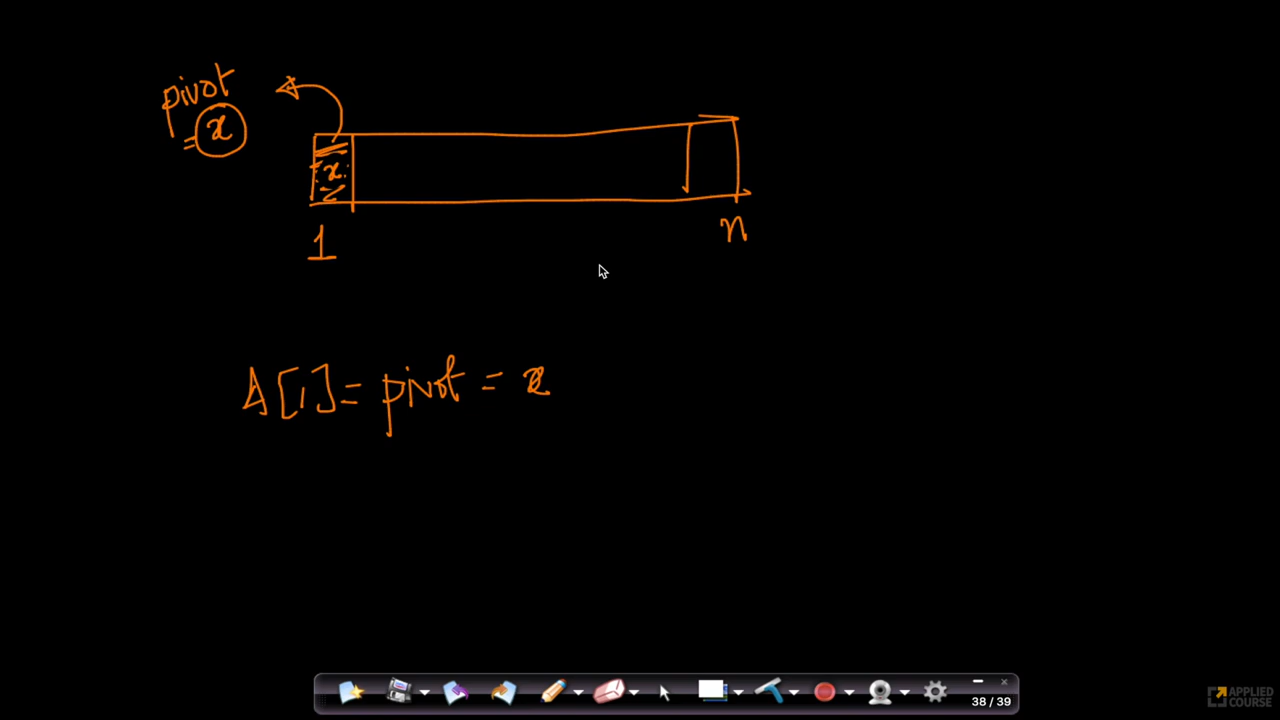 pivot
= x
x
1
n
A[1] = pivot = x
38 / 39
APPLIED
COURSE